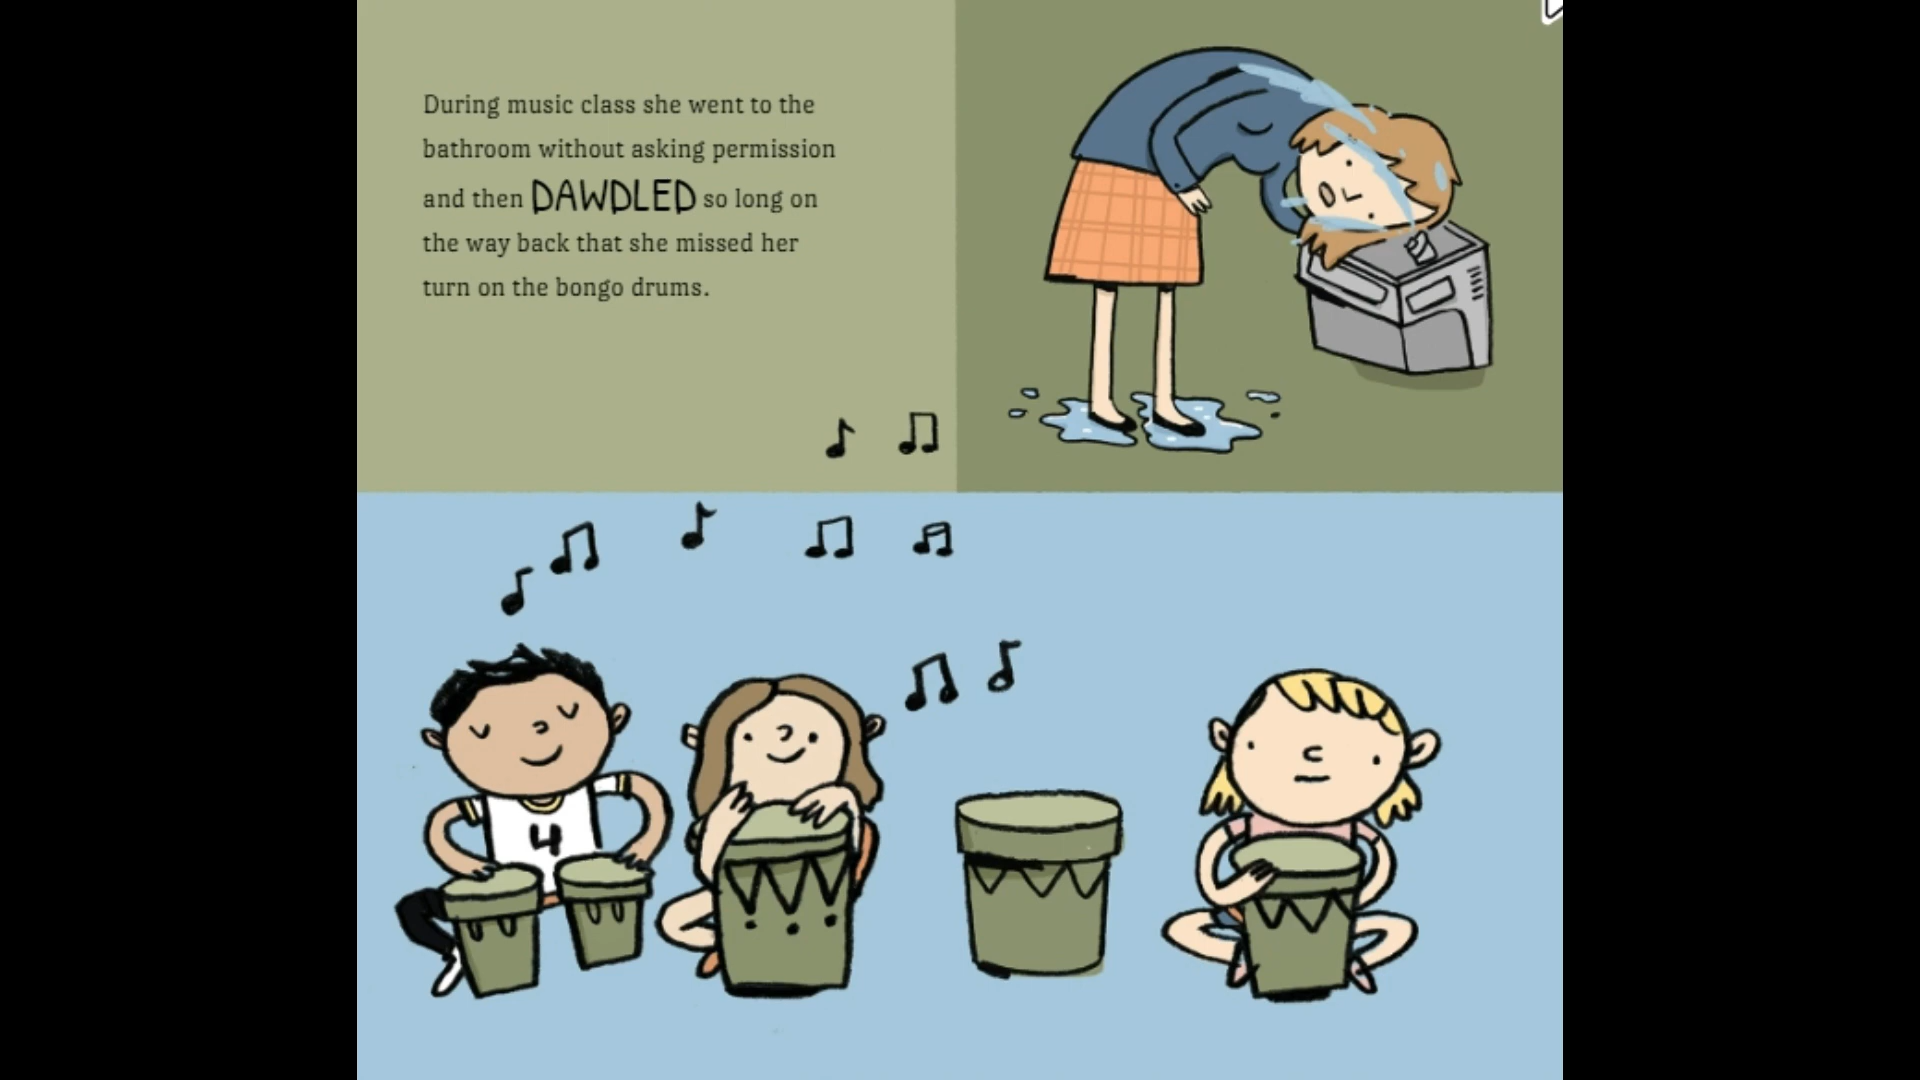 During music class she went to the
bathroom without asking permission
and then DAWDLED so long on
the way back that she missed her
turn on the bongo drums.
4